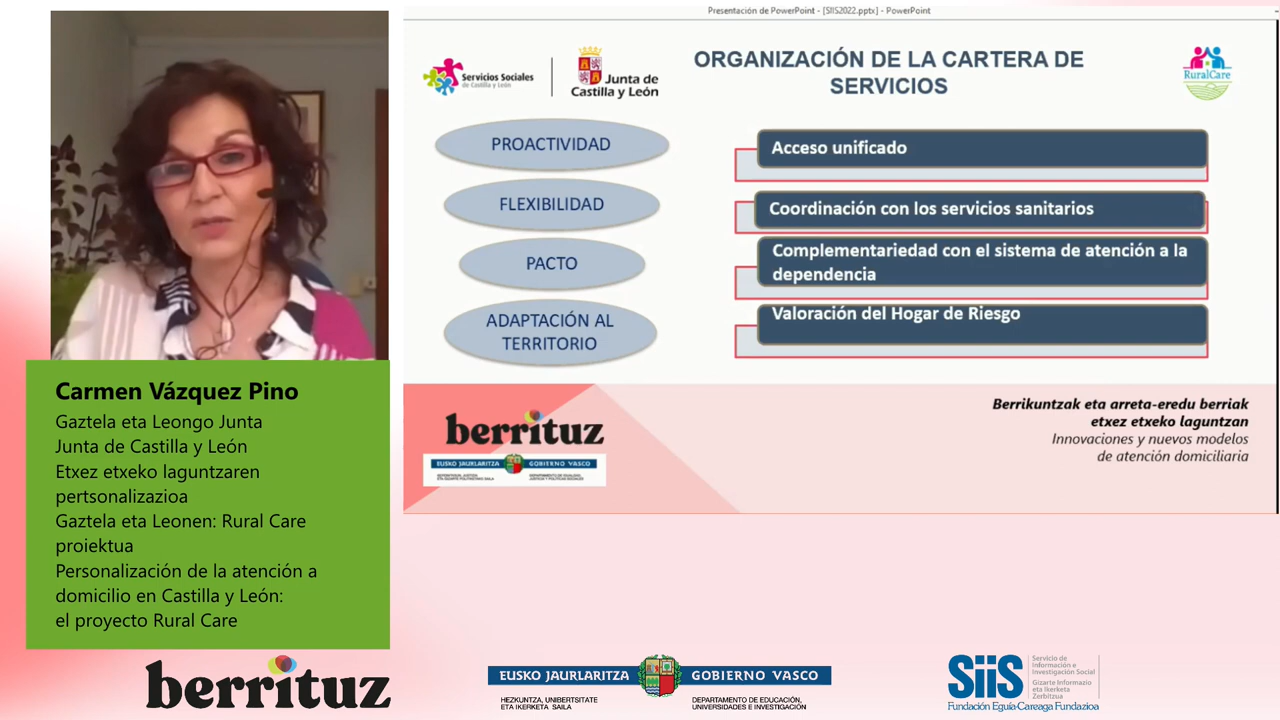 Presentación de PowerPoint - [SIIS2022.pptx] - PowerPoint
Servicios Sociales
de Castilla y León
Junta de
Castilla y León
ORGANIZACIÓN DE LA CARTERA DE
SERVICIOS
RuralCare
PROACTIVIDAD
Acceso unificado
FLEXIBILIDAD
Coordinación con los servicios sanitarios
PACTO
Complementariedad con el sistema de atención a la
dependencia
ADAPTACIÓN AL
TERRITORIO
Valoración del Hogar de Riesgo
berrituz
EUSKO JAURLARITZA
GOBIERNO VASCO
Berrikuntzak eta arreta-eredu berriak
etxez etxeko laguntzan
Innovaciones y nuevos modelos
de atención domiciliaria
Carmen Vázquez Pino
Gaztela eta Leongo Junta
Junta de Castilla y León
Etxez etxeko laguntzaren
pertsonalizazioa
Gaztela eta Leonen: Rural Care
proiektua
Personalización de la atención a
domicilio en Castilla y León:
el proyecto Rural Care
berrituz
EUSKO JAURLARITZA
GOBIERNO VASCO
HEZKUNTZA, UNIBERTSITATE
ETA IKERKETA SAILA
DEPARTAMENTO DE EDUCACIÓN,
UNIVERSIDADES E INVESTIGACIÓN
SiiS
Servicio de
Información e
Investigación Social
Gizarte Informazio
eta Ikerketa
Zerbitzua
Fundación Eguía-Careaga Fundazioa